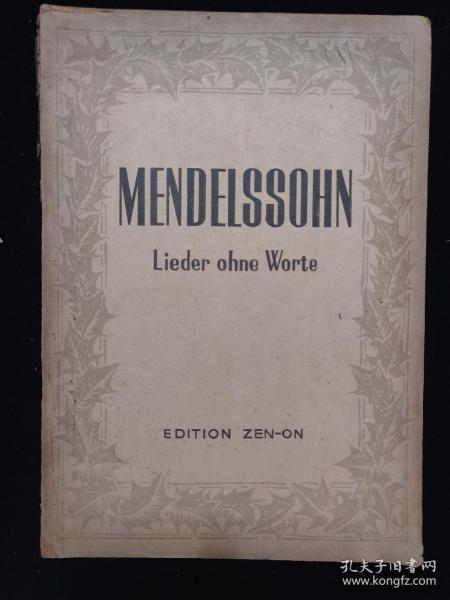 MENDELSSOHN
Lieder ohne Worte
EDITION ZEN-ON
孔夫子旧书网
www.kongfz.com